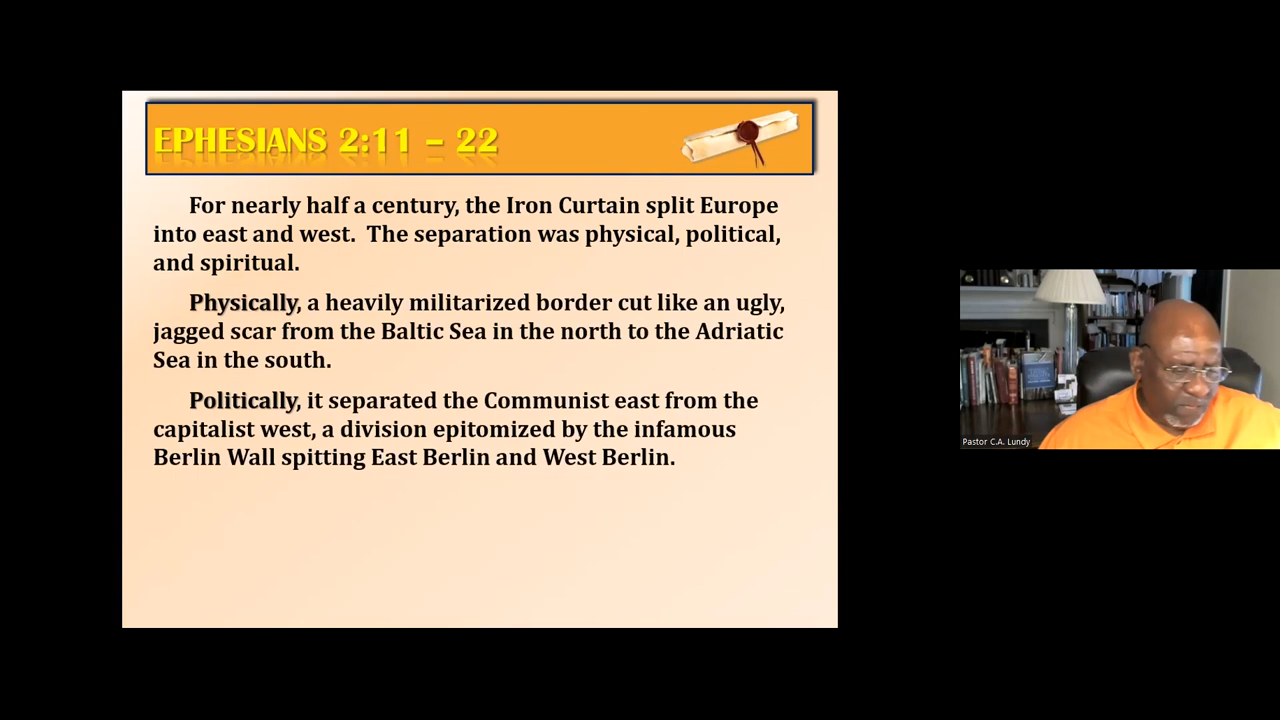 EPHESIANS 2:11 – 22
For nearly half a century, the Iron Curtain split Europe
into east and west.  The separation was physical, political,
and spiritual.
Physically, a heavily militarized border cut like an ugly,
jagged scar from the Baltic Sea in the north to the Adriatic
Sea in the south.
Politically, it separated the Communist east from the
capitalist west, a division epitomized by the infamous
Berlin Wall spitting East Berlin and West Berlin.
Pastor C.A. Lundy